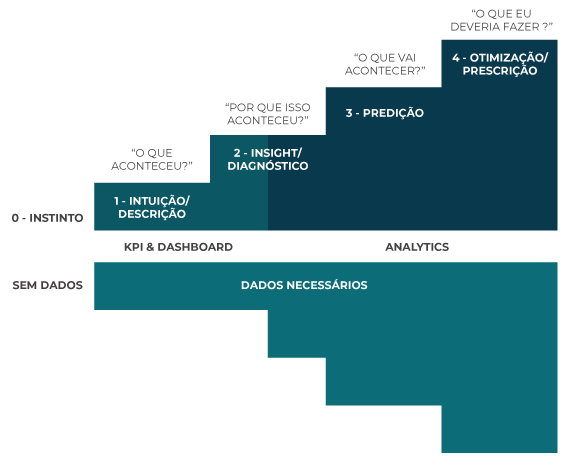 “O QUE EU
DEVERIA FAZER ?”
4 - OTIMIZAÇÃO/
PRESCRIÇÃO
“O QUE VAI
ACONTECER?”
3 - PREDIÇÃO
“POR QUE ISSO
ACONTECEU?”
2 - INSIGHT/
DIAGNÓSTICO
“O QUE
ACONTECEU?”
1 - INTUIÇÃO/
DESCRIÇÃO
0 - INSTINTO
KPI & DASHBOARD
ANALYTICS
SEM DADOS
DADOS NECESSÁRIOS